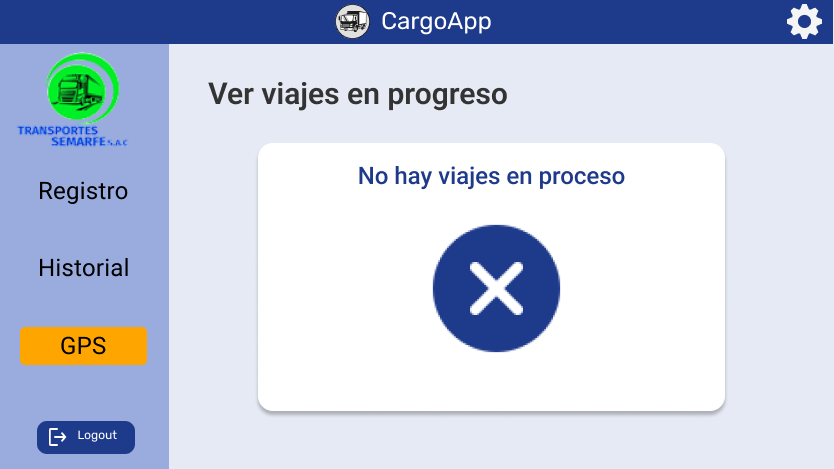 CargoApp
TRANSPORTES
SEMARFE S.A.C
Registro
Historial
GPS
Logout
Ver viajes en progreso
No hay viajes en proceso